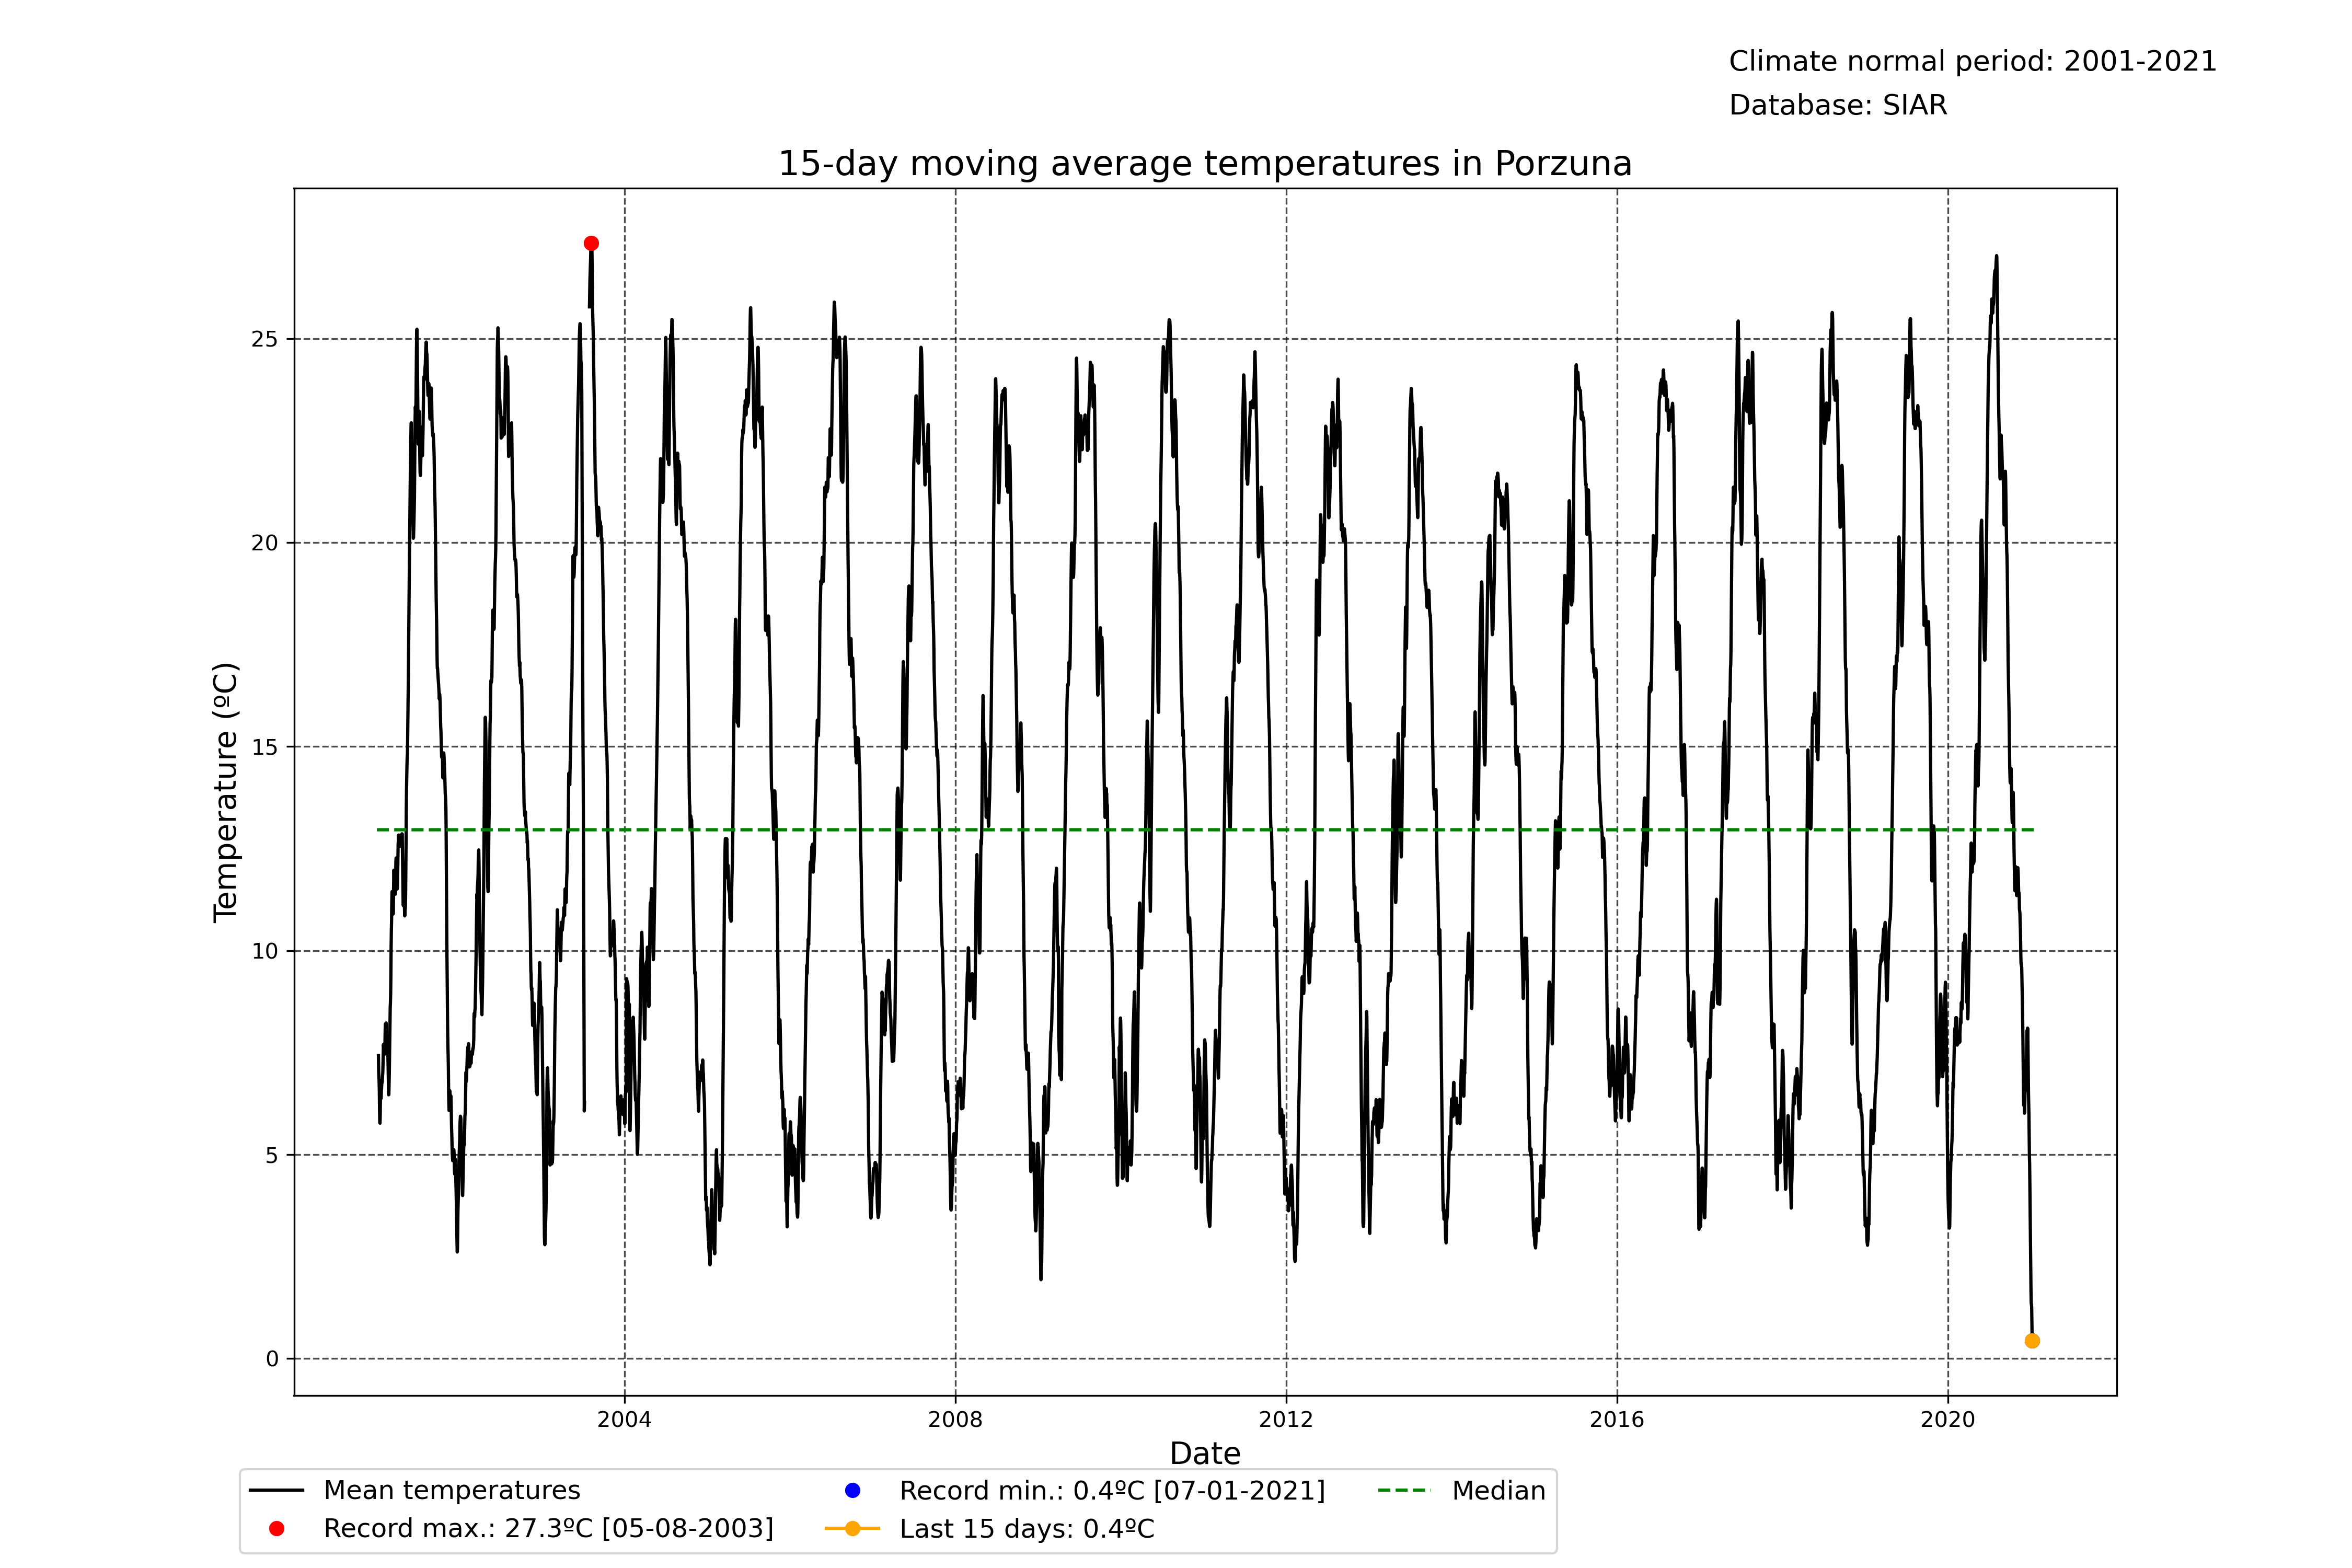 Climate normal period: 2001-2021
Database: SIAR
15-day moving average temperatures in Porzuna
25
20
15
10
5
0
Temperature (ºC)
2004 2008 2012 2016 2020
Date
Mean temperatures
Record max.: 27.3ºC [05-08-2003]
Record min.: 0.4ºC [07-01-2021]
Last 15 days: 0.4ºC
Median